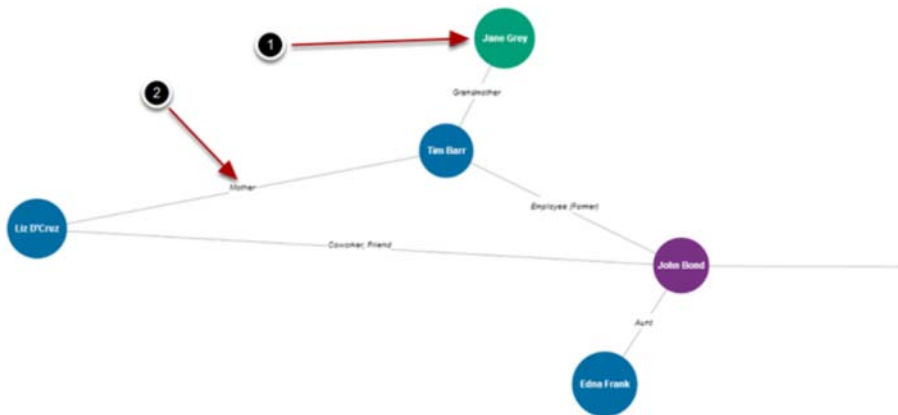 1
Jane Grey
Grandmother
2
Tim Barr
Mother
Employee (Former)
Liz D'Cruz
Coworker, Friend
John Bond
Aunt
Edna Frank